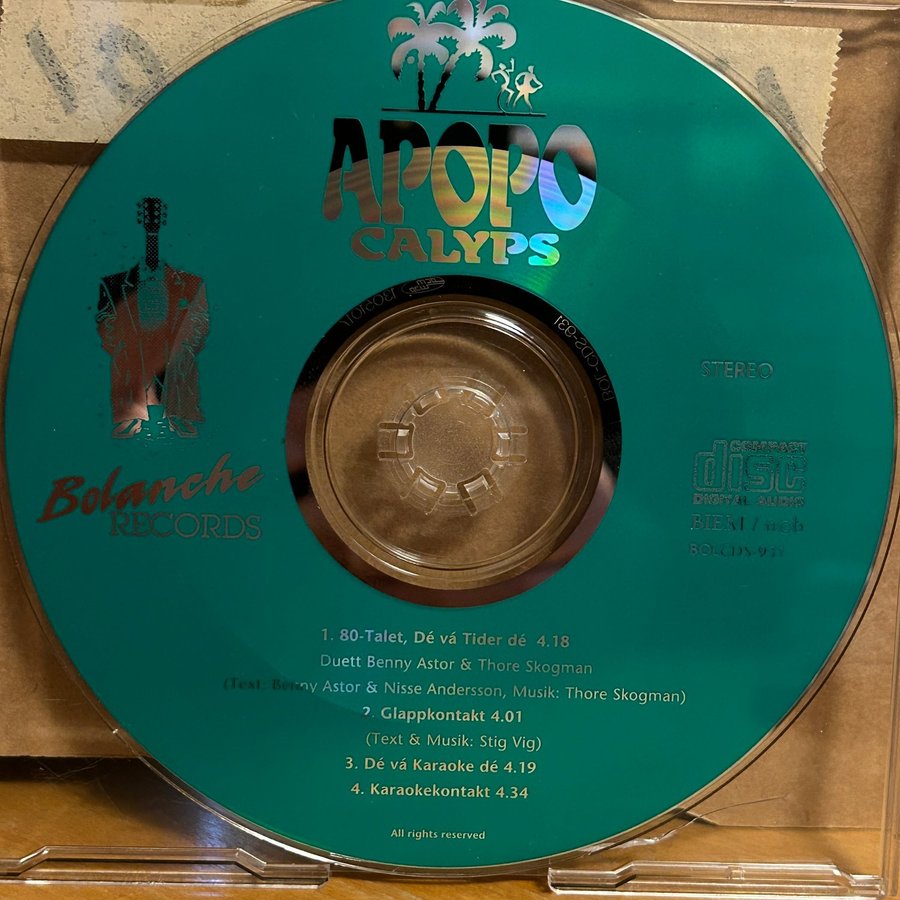 APOPO
CALYPS
Bolanche
RECORDS
STEREO
COMPACT
disc
DIGITAL AUDIO
BIEM / ncb
1. 80-Talet, Dé vá Tider dé 4.18
Duett Benny Astor & Thore Skogman
(Text: Benny Astor & Nisse Andersson, Musik: Thore Skogman)
2. Glappkontakt 4.01
(Text & Musik: Stig Vig)
3. Dé vá Karaoke dé 4.19
4. Karaokekontakt 4.34
All rights reserved